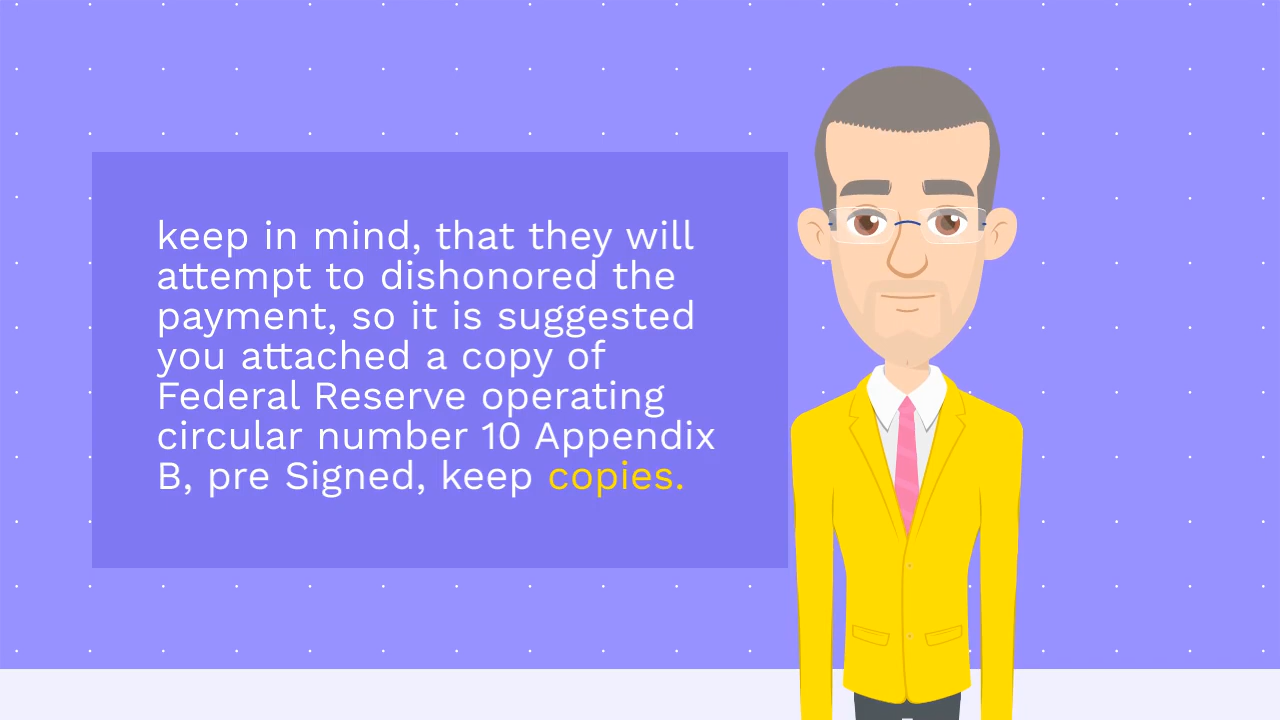 keep in mind, that they will
attempt to dishonored the
payment, so it is suggested
you attached a copy of
Federal Reserve operating
circular number 10 Appendix
B, pre Signed, keep copies.